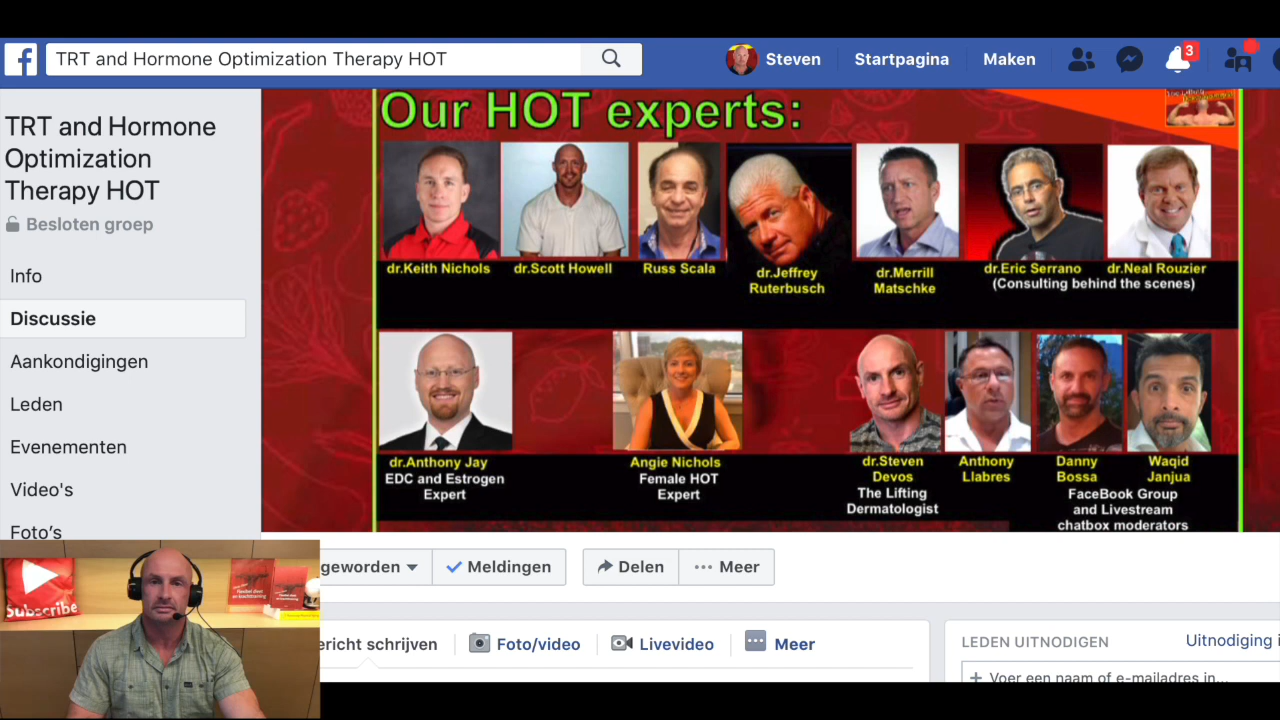 TRT and Hormone Optimization Therapy HOT
Steven
Startpagina
Maken
3
TRT and Hormone
Optimization
Therapy HOT
Besloten groep
Info
Discussie
Aankondigingen
Leden
Evenementen
Video's
Foto’s
Our HOT experts:
dr.Keith Nichols
dr.Scott Howell
Russ Scala
dr.Jeffrey
Ruterbusch
dr.Merrill
Matschke
dr.Eric Serrano
dr.Neal Rouzier
(Consulting behind the scenes)
dr.Anthony Jay
EDC and Estrogen
Expert
Angie Nichols
Female HOT
Expert
dr.Steven
Devos
The Lifting
Dermatologist
Anthony
Llabres
Danny
Bossa
Waqid
Janjua
FaceBook Group
and Livestream
chatbox moderators
geworden
Meldingen
Delen
Meer
ericht schrijven
Foto/video
Livevideo
Meer
LEDEN UITNODIGEN
Uitnodiging
Voer een naam of e-mailadres in...
Subscribe
flexibel dieet
en krachttraining